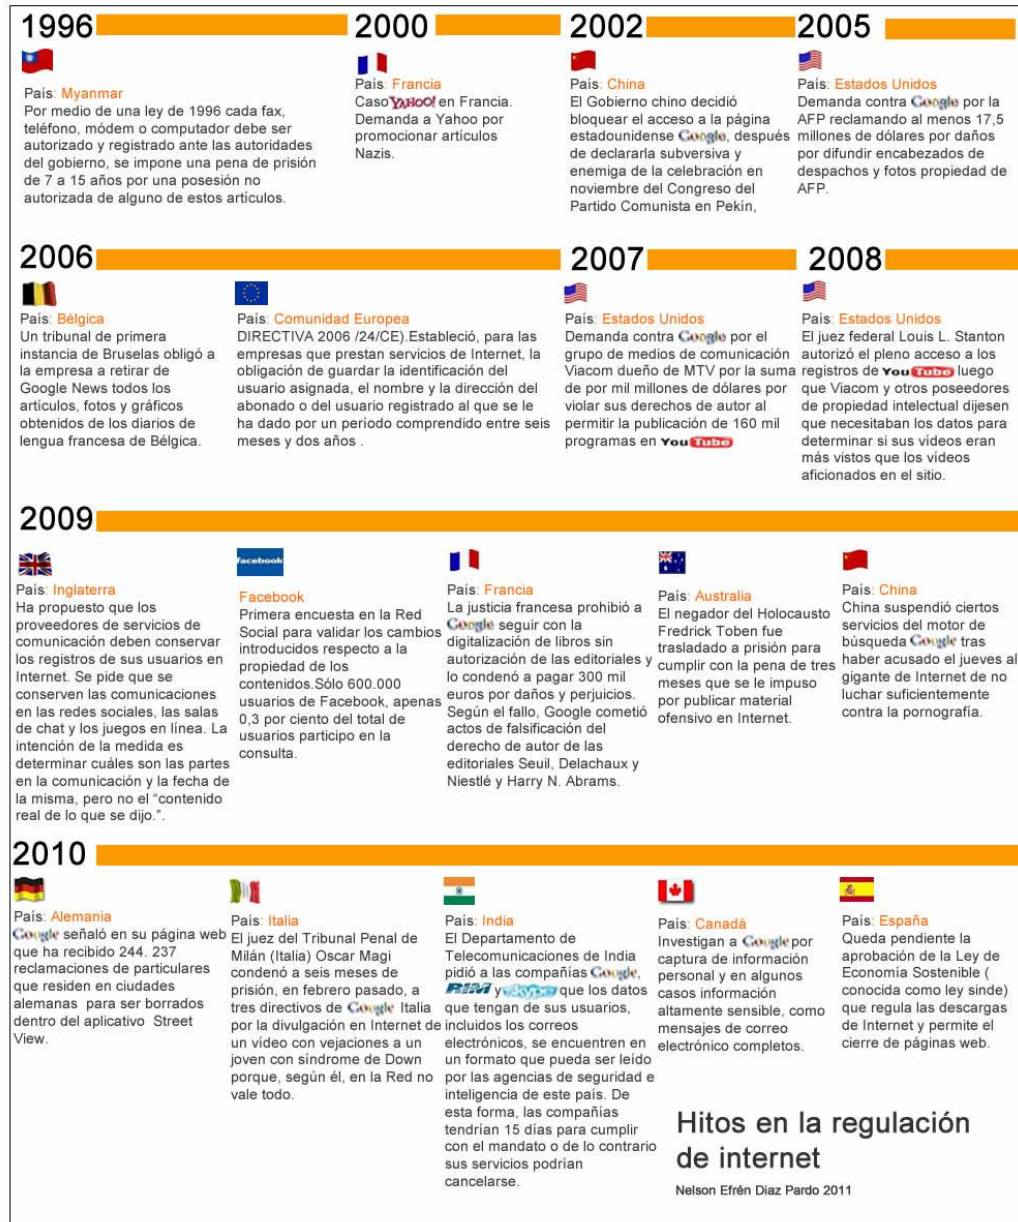 1996
País: Myanmar
Por medio de una ley de 1996 cada fax,
teléfono, módem o computador debe ser
autorizado y registrado ante las autoridades
del gobierno, se impone una pena de prisión
de 7 a 15 años por una posesión no
autorizada de alguno de estos artículos.
2000
País: Francia
Caso YAHOO! en Francia.
Demanda a Yahoo por
promocionar artículos
Nazis.
2002
País: China
El Gobierno chino decidió
bloquear el acceso a la página
estadounidense Google, después
de declararla subversiva y
enemiga de la celebración en
noviembre del Congreso del
Partido Comunista en Pekín,
2005
País: Estados Unidos
Demanda contra Google por la
AFP reclamando al menos 17,5
millones de dólares por daños
por difundir encabezados de
despachos y fotos propiedad de
AFP.
2006
País: Bélgica
Un tribunal de primera
instancia de Bruselas obligó a
la empresa a retirar de
Google News todos los
artículos, fotos y gráficos
obtenidos de los diarios de
lengua francesa de Bélgica.
País: Comunidad Europea
DIRECTIVA 2006 /24/CE).Estableció, para las
empresas que prestan servicios de Internet, la
obligación de guardar la identificación del
usuario asignada, el nombre y la dirección del
abonado o del usuario registrado al que se le
ha dado por un período comprendido entre seis
meses y dos años .
2007
País: Estados Unidos
Demanda contra Google por el
grupo de medios de comunicación
Viacom dueño de MTV por la suma
de por mil millones de dólares por
violar sus derechos de autor al
permitir la publicación de 160 mil
programas en YouTube
2008
País: Estados Unidos
El juez federal Louis L. Stanton
autorizó el pleno acceso a los
registros de YouTube luego
que Viacom y otros poseedores
de propiedad intelectual dijesen
que necesitaban los datos para
determinar si sus vídeos eran
más vistos que los vídeos
aficionados en el sitio.
2009
País: Inglaterra
Ha propuesto que los
proveedores de servicios de
comunicación deben conservar
los registros de sus usuarios en
Internet. Se pide que se
conserven las comunicaciones
en las redes sociales, las salas
de chat y los juegos en línea. La
intención de la medida es
determinar cuáles son las partes
en la comunicación y la fecha de
la misma, pero no el “contenido
real de lo que se dijo.”.
facebook
Facebook
Primera encuesta en la Red
Social para validar los cambios
introducidos respecto a la
propiedad de los
contenidos.Sólo 600.000
usuarios de Facebook, apenas
0,3 por ciento del total de
usuarios participo en la
consulta.
País: Francia
La justicia francesa prohibió a
Google seguir con la
digitalización de libros sin
autorización de las editoriales y
lo condenó a pagar 300 mil
euros por daños y perjuicios.
Según el fallo, Google cometió
actos de falsificación del
derecho de autor de las
editoriales Seuil, Delachaux y
Niestlé y Harry N. Abrams.
País: Australia
El negador del Holocausto
Fredrick Toben fue
trasladado a prisión para
cumplir con la pena de tres
meses que se le impuso
por publicar material
ofensivo en Internet.
País: China
China suspendió ciertos
servicios del motor de
búsqueda Google tras
haber acusado el jueves al
gigante de Internet de no
luchar suficientemente
contra la pornografía.
2010
País: Alemania
Google señaló en su página web
que ha recibido 244. 237
reclamaciones de particulares
que residen en ciudades
alemanas para ser borrados
dentro del aplicativo Street
View.
País: Italia
El juez del Tribunal Penal de
Milán (Italia) Oscar Magi
condenó a seis meses de
prisión, en febrero pasado, a
tres directivos de Google Italia
por la divulgación en Internet de
un vídeo con vejaciones a un
joven con síndrome de Down
porque, según él, en la Red no
vale todo.
País: India
El Departamento de
Telecomunicaciones de India
pidió a las compañías Google,
RIM y skype que los datos
que tengan de sus usuarios,
incluidos los correos
electrónicos, se encuentren en
un formato que pueda ser leído
por las agencias de seguridad e
inteligencia de este país. De
esta forma, las compañías
tendrían 15 días para cumplir
con el mandato o de lo contrario
sus servicios podrían
cancelarse.
País: Canadá
Investigan a Google por
captura de información
personal y en algunos
casos información
altamente sensible, como
mensajes de correo
electrónico completos.
País: España
Queda pendiente la
aprobación de la Ley de
Economía Sostenible (
conocida como ley sinde)
que regula las descargas
de Internet y permite el
cierre de páginas web.
Hitos en la regulación
de internet
Nelson Efrén Diaz Pardo 2011